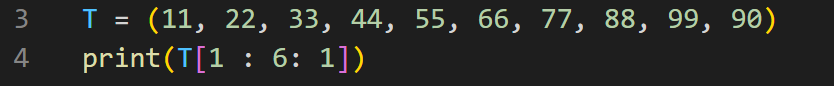 3 T = (11, 22, 33, 44, 55, 66, 77, 88, 99, 90)
4 print(T[1 : 6: 1])